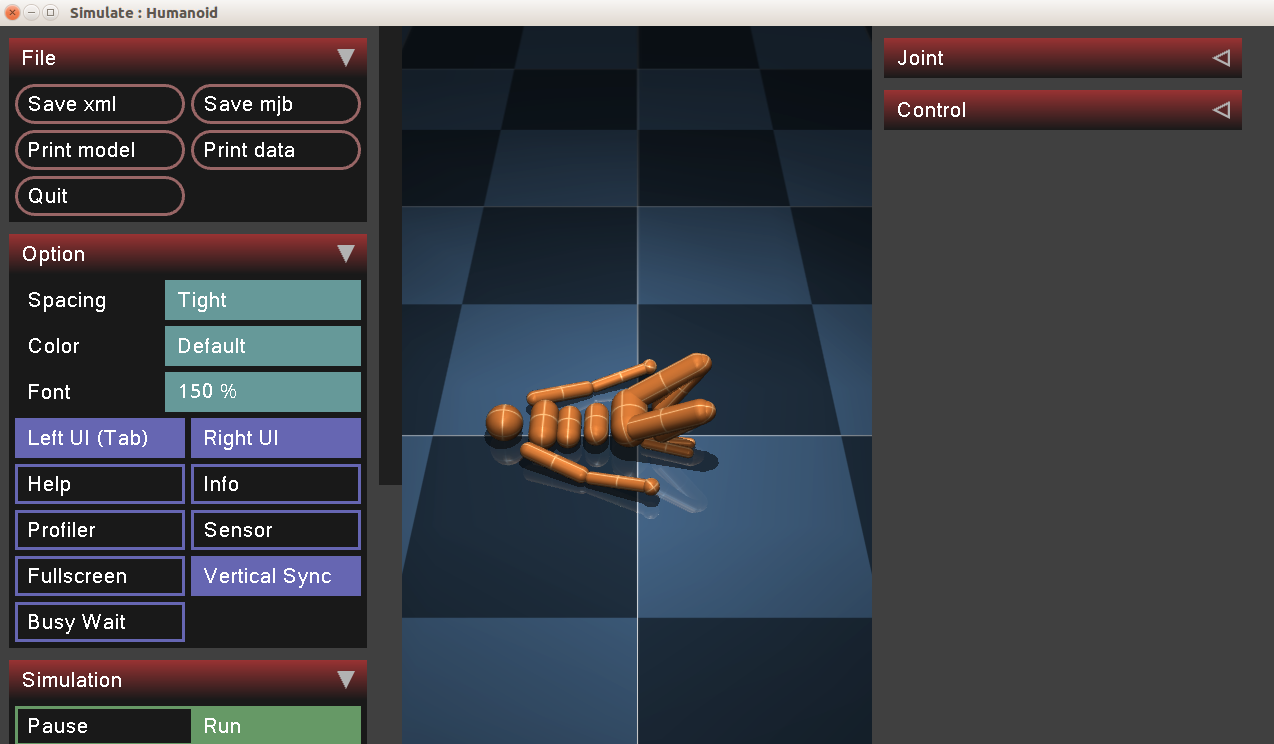 Simulate : Humanoid
File
Save xml Save mjb
Print model Print data
Quit
Option
Spacing Tight
Color Default
Font 150 %
Left UI (Tab) Right UI
Help Info
Profiler Sensor
Fullscreen Vertical Sync
Busy Wait
Simulation
Pause Run
Joint
Control